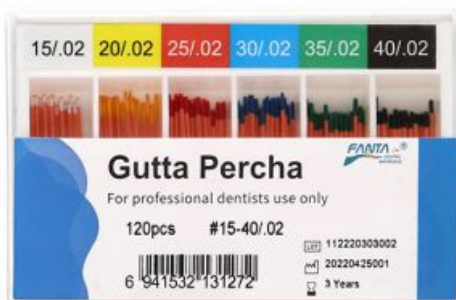 15/.02 20/.02 25/.02 30/.02 35/.02 40/.02
FANTA ®
Gutta Percha
For professional dentists use only
120pcs #15-40/.02
LOT 112220303002
20220425001
3 Years
6 941532 131272